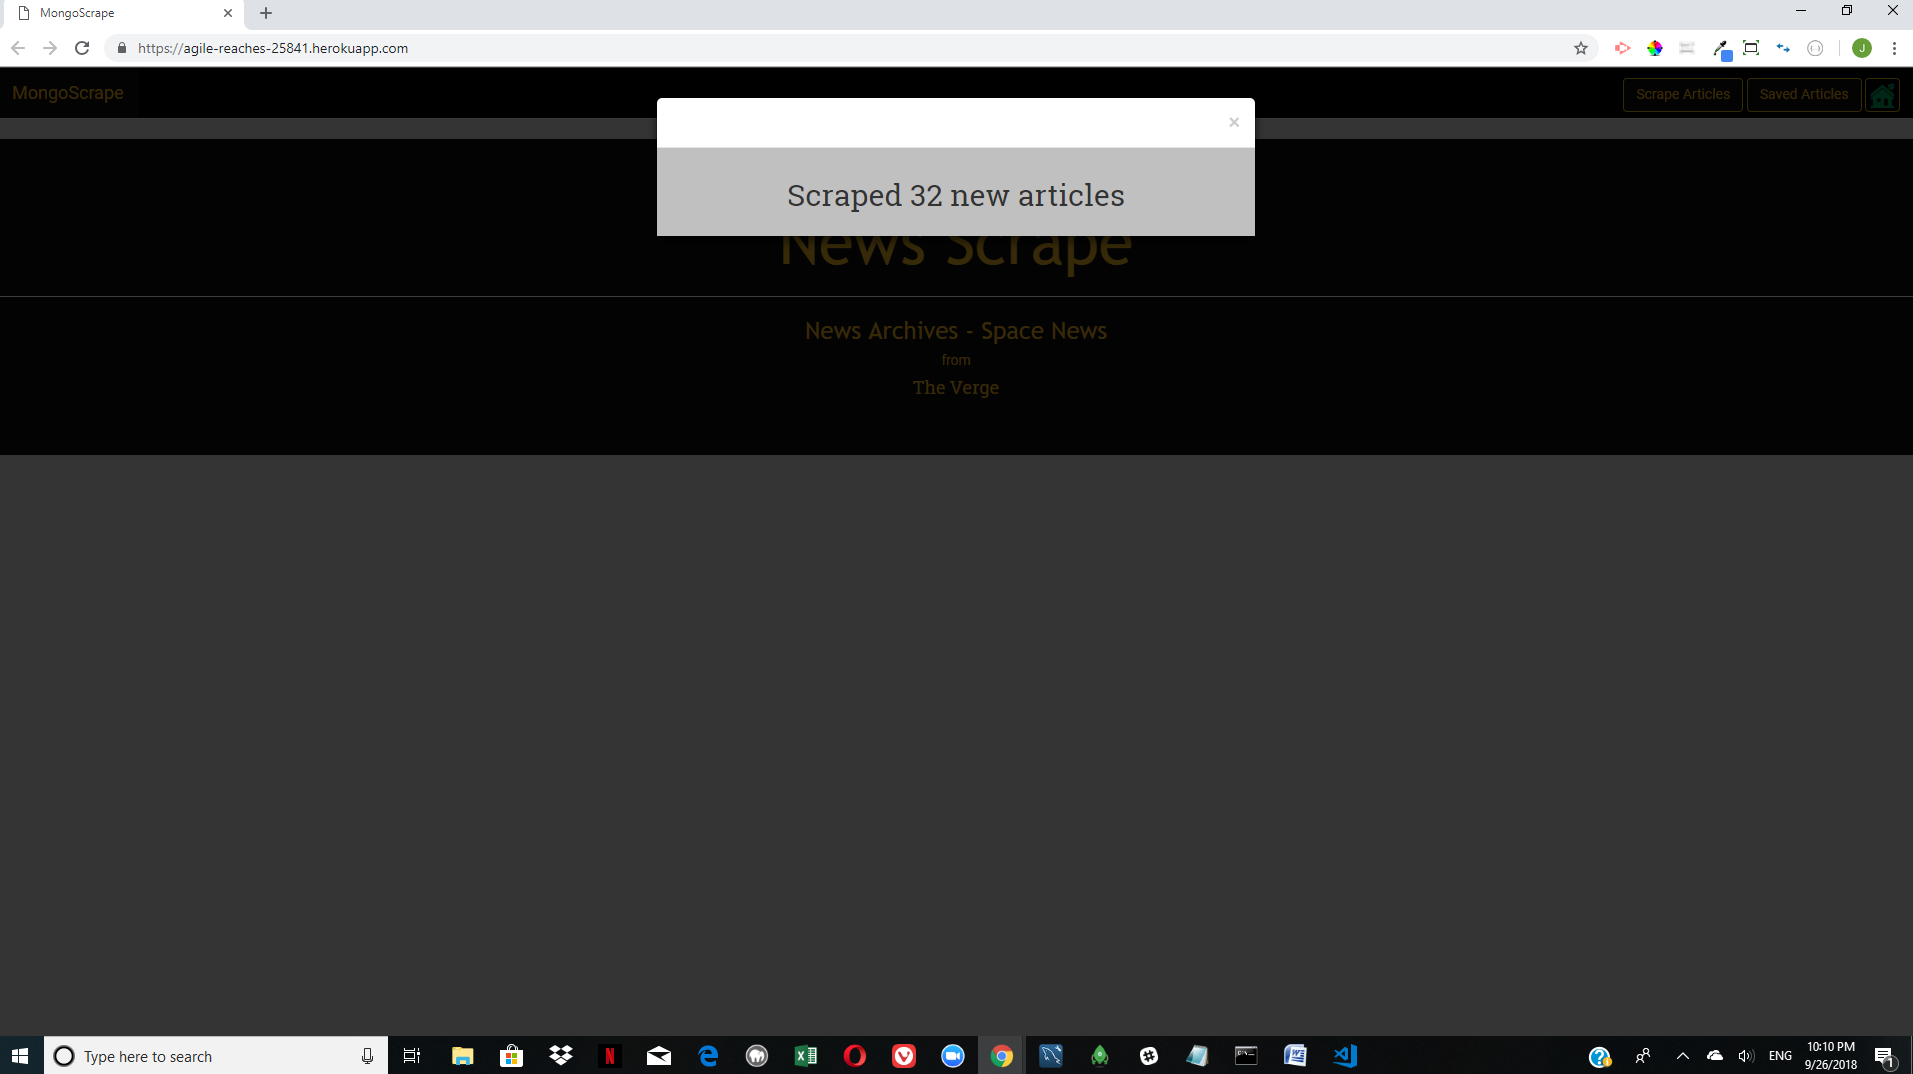 MongoScrape
https://agile-reaches-25841.herokuapp.com
J
MongoScrape
Scrape Articles
Saved Articles
×
Scraped 32 new articles
News Scrape
News Archives - Space News
from
The Verge
Type here to search
ENG
10:10 PM
9/26/2018
1